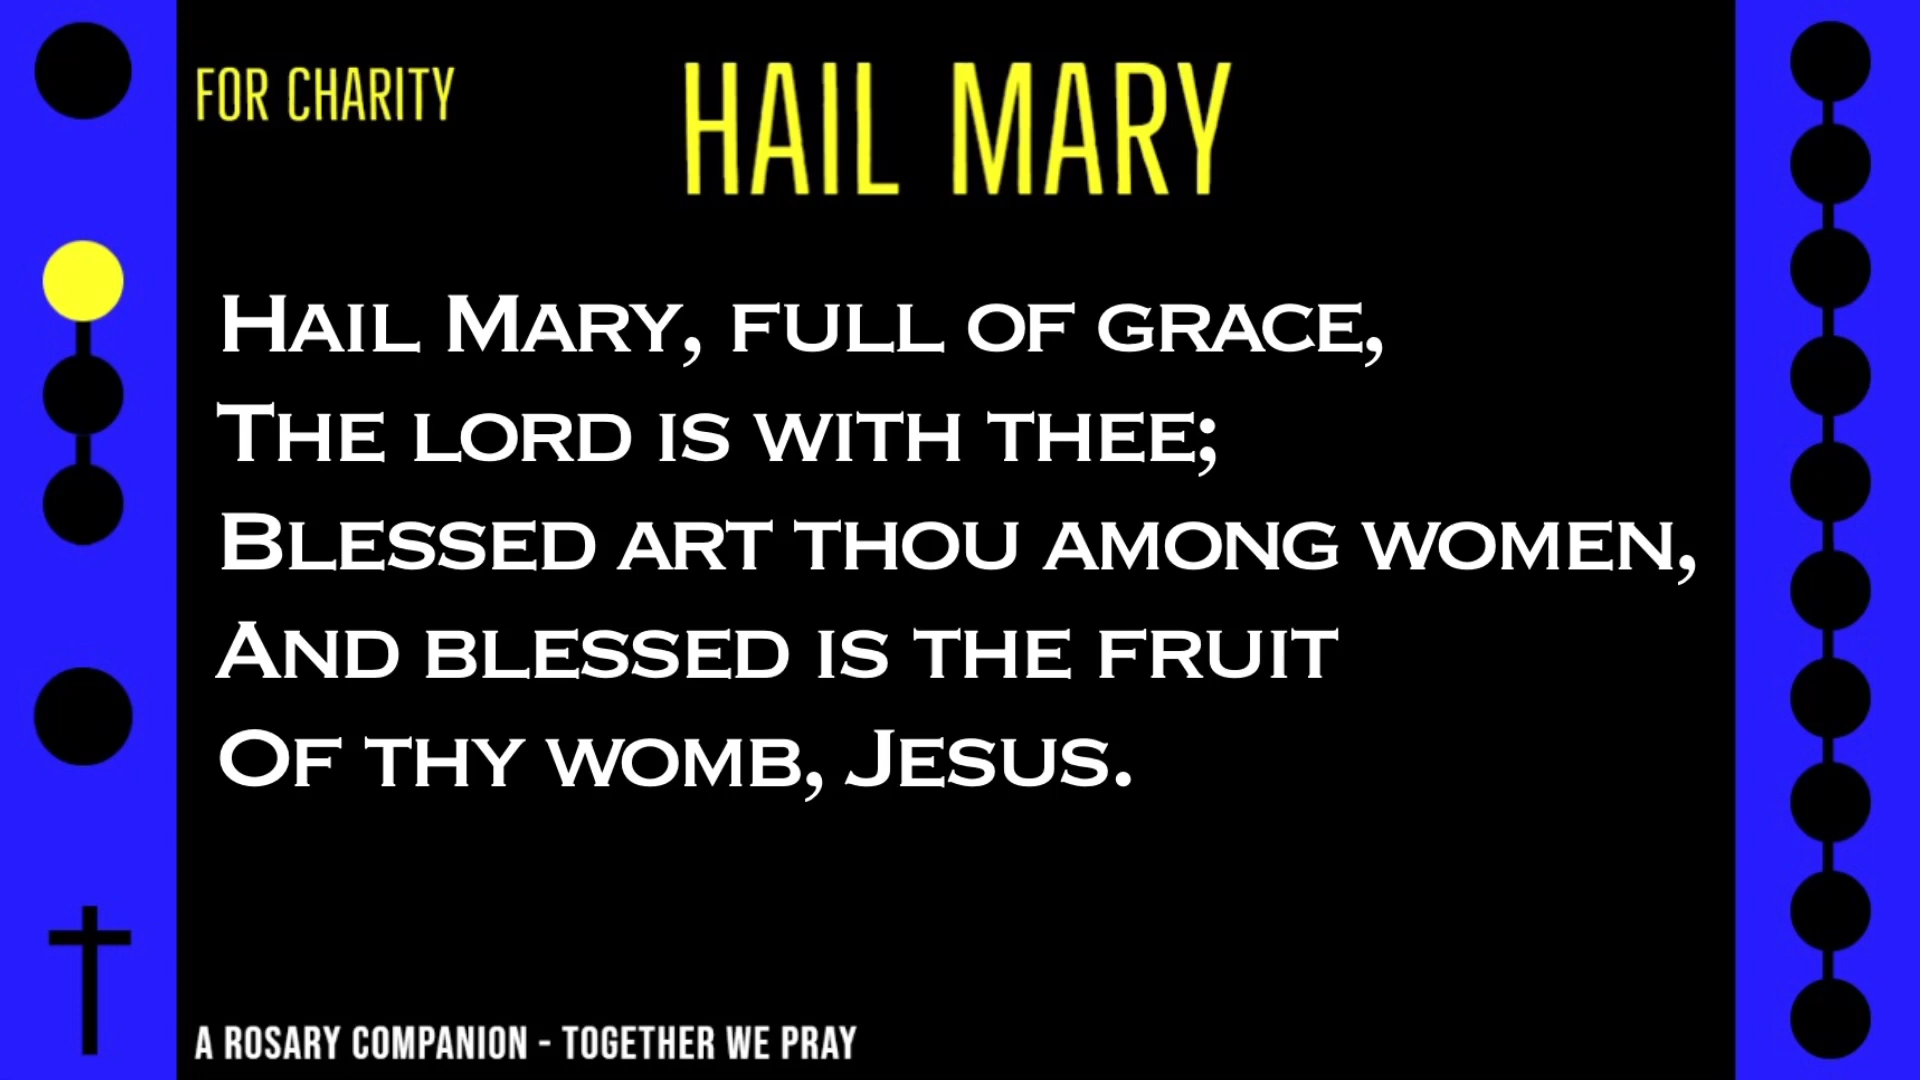 FOR CHARITY
HAIL MARY
Hail Mary, full of grace,
The lord is with thee;
Blessed art thou among women,
And blessed is the fruit
Of thy womb, Jesus.
A ROSARY COMPANION - TOGETHER WE PRAY